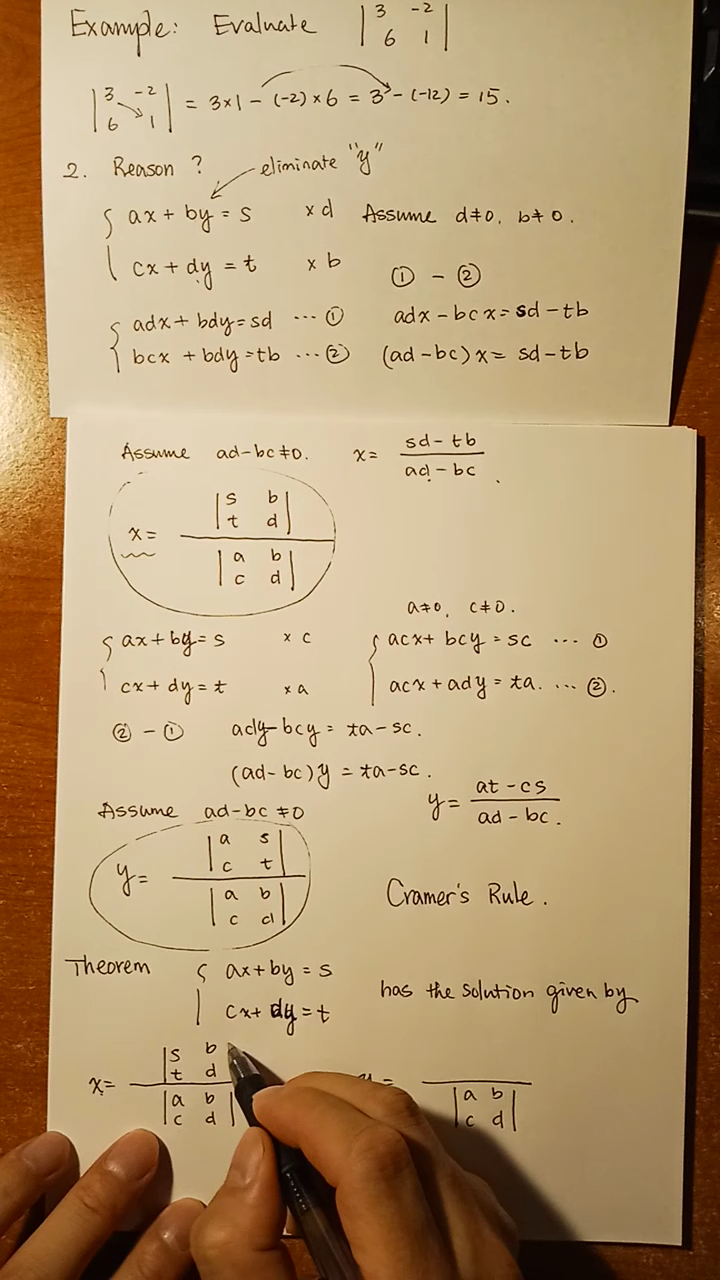 Example: Evaluate |3 -2|
|6 1|
|3 -2|
|6 1| = 3×1 - (-2)×6 = 3 - (-12) = 15.
2. Reason? eliminate "y"
{ ax + by = s ×d Assume d≠0, b≠0.
cx + dy = t ×b ① - ②
{ adx + bdy = sd ... ① adx - bcx = sd - tb
bcx + bdy = tb ... ② (ad - bc) x = sd - tb
Assume ad-bc≠0. x = sd - tb
ad - bc.
|s b|
|t d|
x =
|a b|
|c d|
a≠0, c≠0.
{ ax + by = s ×c { acx + bcy = sc ... ①
cx + dy = t ×a acx + ady = ta. ... ②.
② - ① ady - bcy = ta - sc.
(ad - bc) y = ta - sc.
Assume ad-bc≠0 y = at - cs
ad - bc.
|a s|
|c t|
y =
|a b|
|c d|
Cramer's Rule.
Theorem { ax + by = s
cx + dy = t has the solution given by
|s b
|t d
x = y =
|a b| |a b|
|c d| |c d|